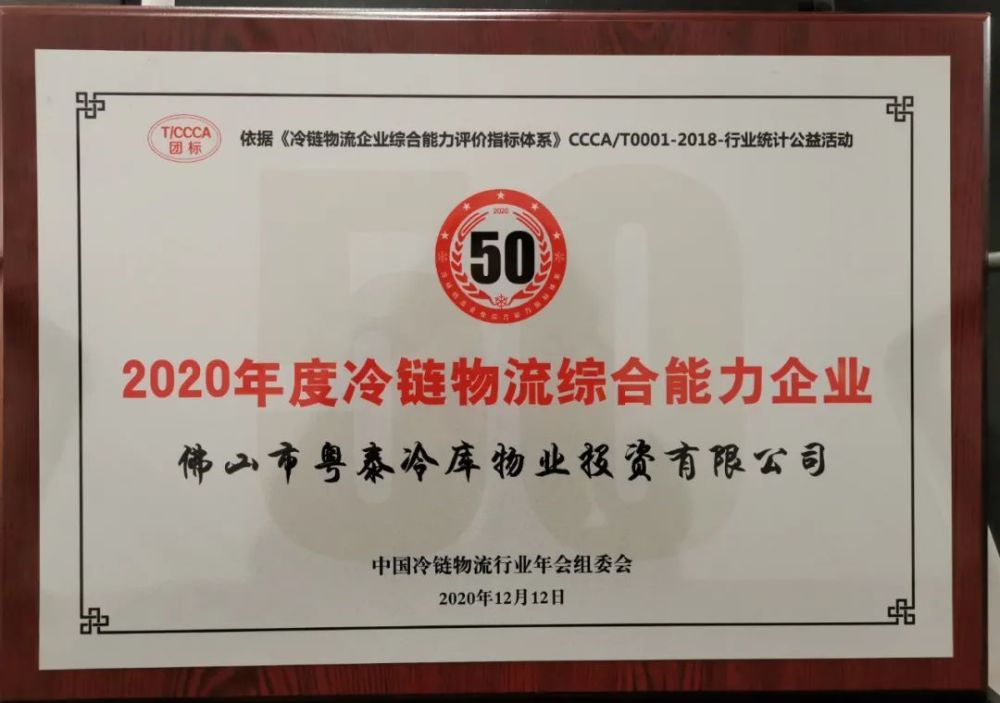 T/CCCA
团标
依据《冷链物流企业综合能力评价指标体系》CCCA/T0001-2018-行业统计公益活动
2020
50
2020年度冷链物流综合能力企业
佛山市粤泰冷库物业投资有限公司
中国冷链物流行业年会组委会
2020年12月12日